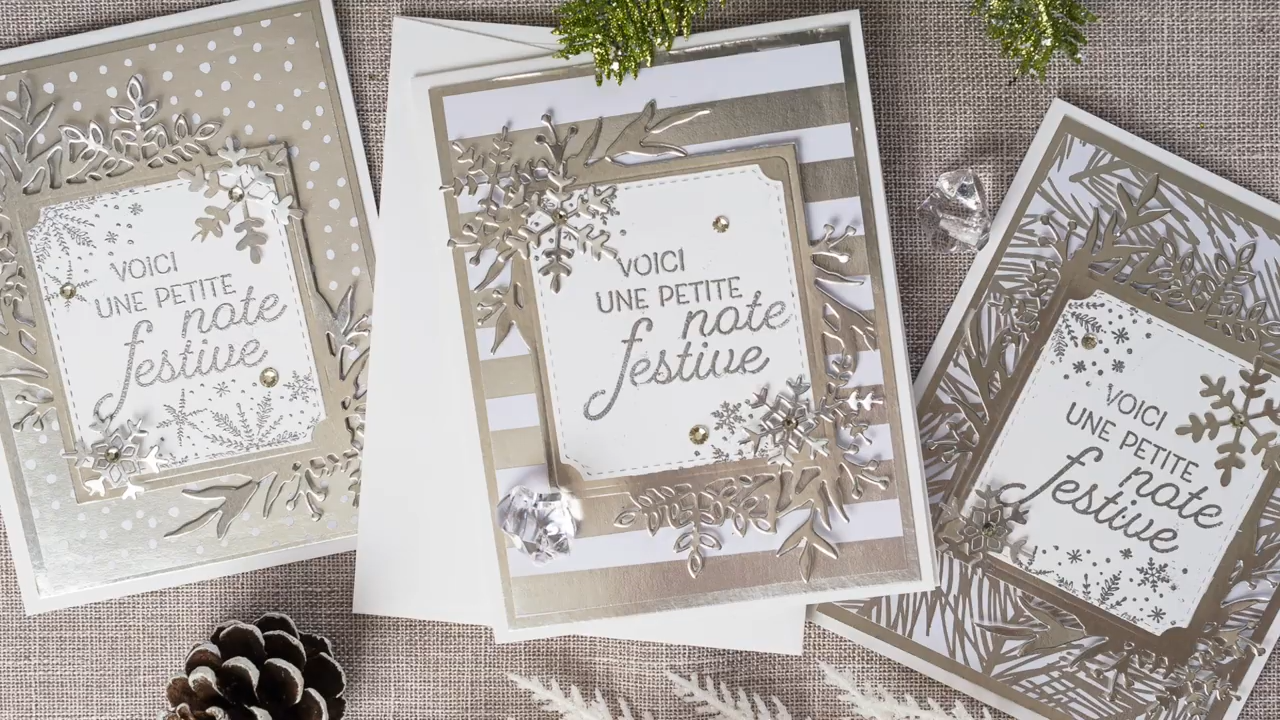 VOICI
UNE PETITE
note
festive
VOICI
UNE PETITE
note
festive
VOICI
UNE PETITE
note
festive